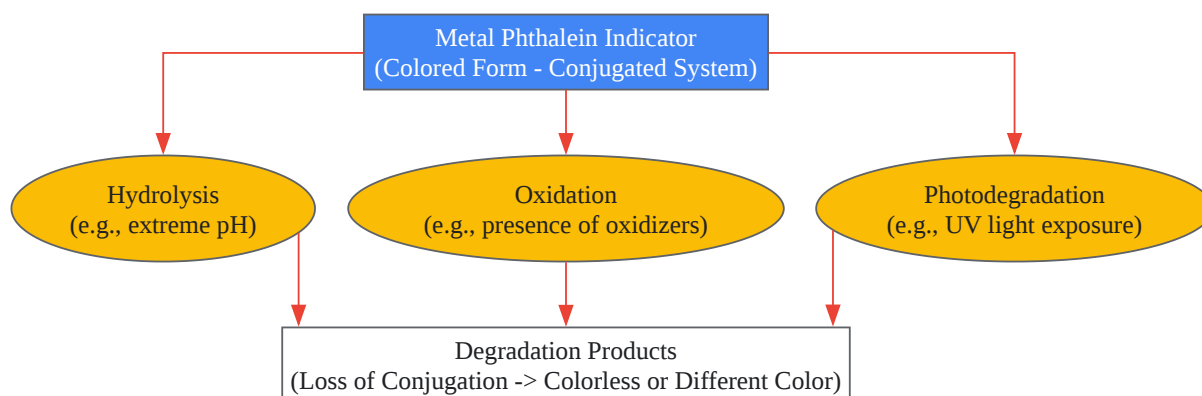 Metal Phthalein Indicator
(Colored Form - Conjugated System)
Hydrolysis
(e.g., extreme pH)
Oxidation
(e.g., presence of oxidizers)
Photodegradation
(e.g., UV light exposure)
Degradation Products
(Loss of Conjugation -> Colorless or Different Color)